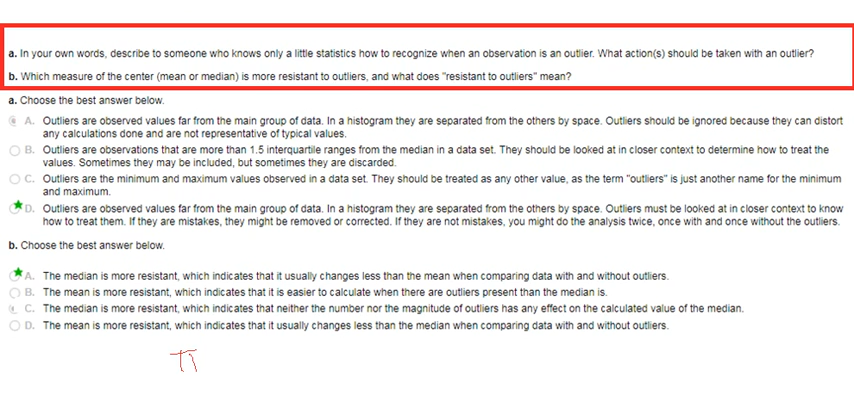 a. In your own words, describe to someone who knows only a little statistics how to recognize when an observation is an outlier. What action(s) should be taken with an outlier?
b. Which measure of the center (mean or median) is more resistant to outliers, and what does "resistant to outliers" mean?
a. Choose the best answer below.
A. Outliers are observed values far from the main group of data. In a histogram they are separated from the others by space. Outliers should be ignored because they can distort
any calculations done and are not representative of typical values.
B. Outliers are observations that are more than 1.5 interquartile ranges from the median in a data set. They should be looked at in closer context to determine how to treat the
values. Sometimes they may be included, but sometimes they are discarded.
C. Outliers are the minimum and maximum values observed in a data set. They should be treated as any other value, as the term "outliers" is just another name for the minimum
and maximum.
D. Outliers are observed values far from the main group of data. In a histogram they are separated from the others by space. Outliers must be looked at in closer context to know
how to treat them. If they are mistakes, they might be removed or corrected. If they are not mistakes, you might do the analysis twice, once with and once without the outliers.
b. Choose the best answer below.
A. The median is more resistant, which indicates that it usually changes less than the mean when comparing data with and without outliers.
B. The mean is more resistant, which indicates that it is easier to calculate when there are outliers present than the median is.
C. The median is more resistant, which indicates that neither the number nor the magnitude of outliers has any effect on the calculated value of the median.
D. The mean is more resistant, which indicates that it usually changes less than the median when comparing data with and without outliers.